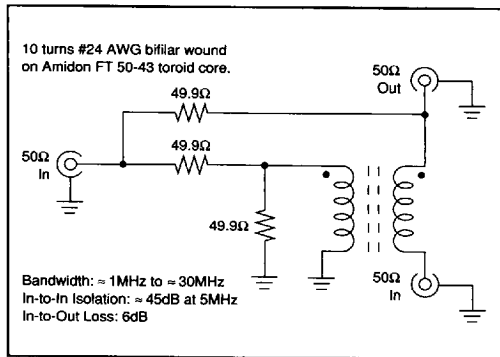 10 turns #24 AWG bifilar wound
on Amidon FT 50-43 toroid core.
50Ω
Out
49.9Ω
50Ω
In
49.9Ω
49.9Ω
50Ω
In
Bandwidth: ≈ 1MHz to ≈ 30MHz
In-to-In Isolation: ≈ 45dB at 5MHz
In-to-Out Loss: 6dB